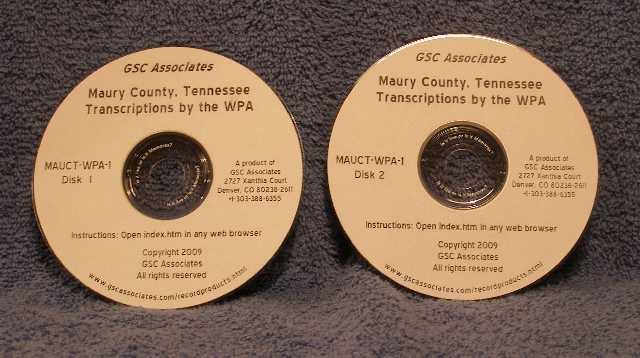 GSC Associates
Maury County, Tennessee
Transcriptions by the WPA
MAUCT-WPA-1
Disk 1
A product of
GSC Associates
2727 Xanthia Court
Denver, CO 80238-2611
+1-303-388-6355
Instructions: Open index.htm in any web browser
Copyright 2009
GSC Associates
All rights reserved
www.gscassociates.com/recordproducts.html
GSC Associates
Maury County, Tennessee
Transcriptions by the WPA
MAUCT-WPA-1
Disk 2
A product of
GSC Associates
2727 Xanthia Court
Denver, CO 80238-2611
+1-303-388-6355
Instructions: Open index.htm in any web browser
Copyright 2009
GSC Associates
All rights reserved
www.gscassociates.com/recordproducts.html